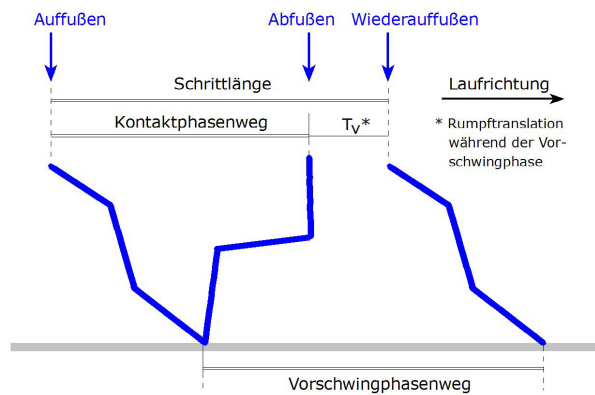 Auffußen
Abfußen
Wiederauffußen
Schrittlänge
Laufrichtung
Kontaktphasenweg
Tv*
* Rumpftranslation
während der Vor-
schwingphase
Vorschwingphasenweg